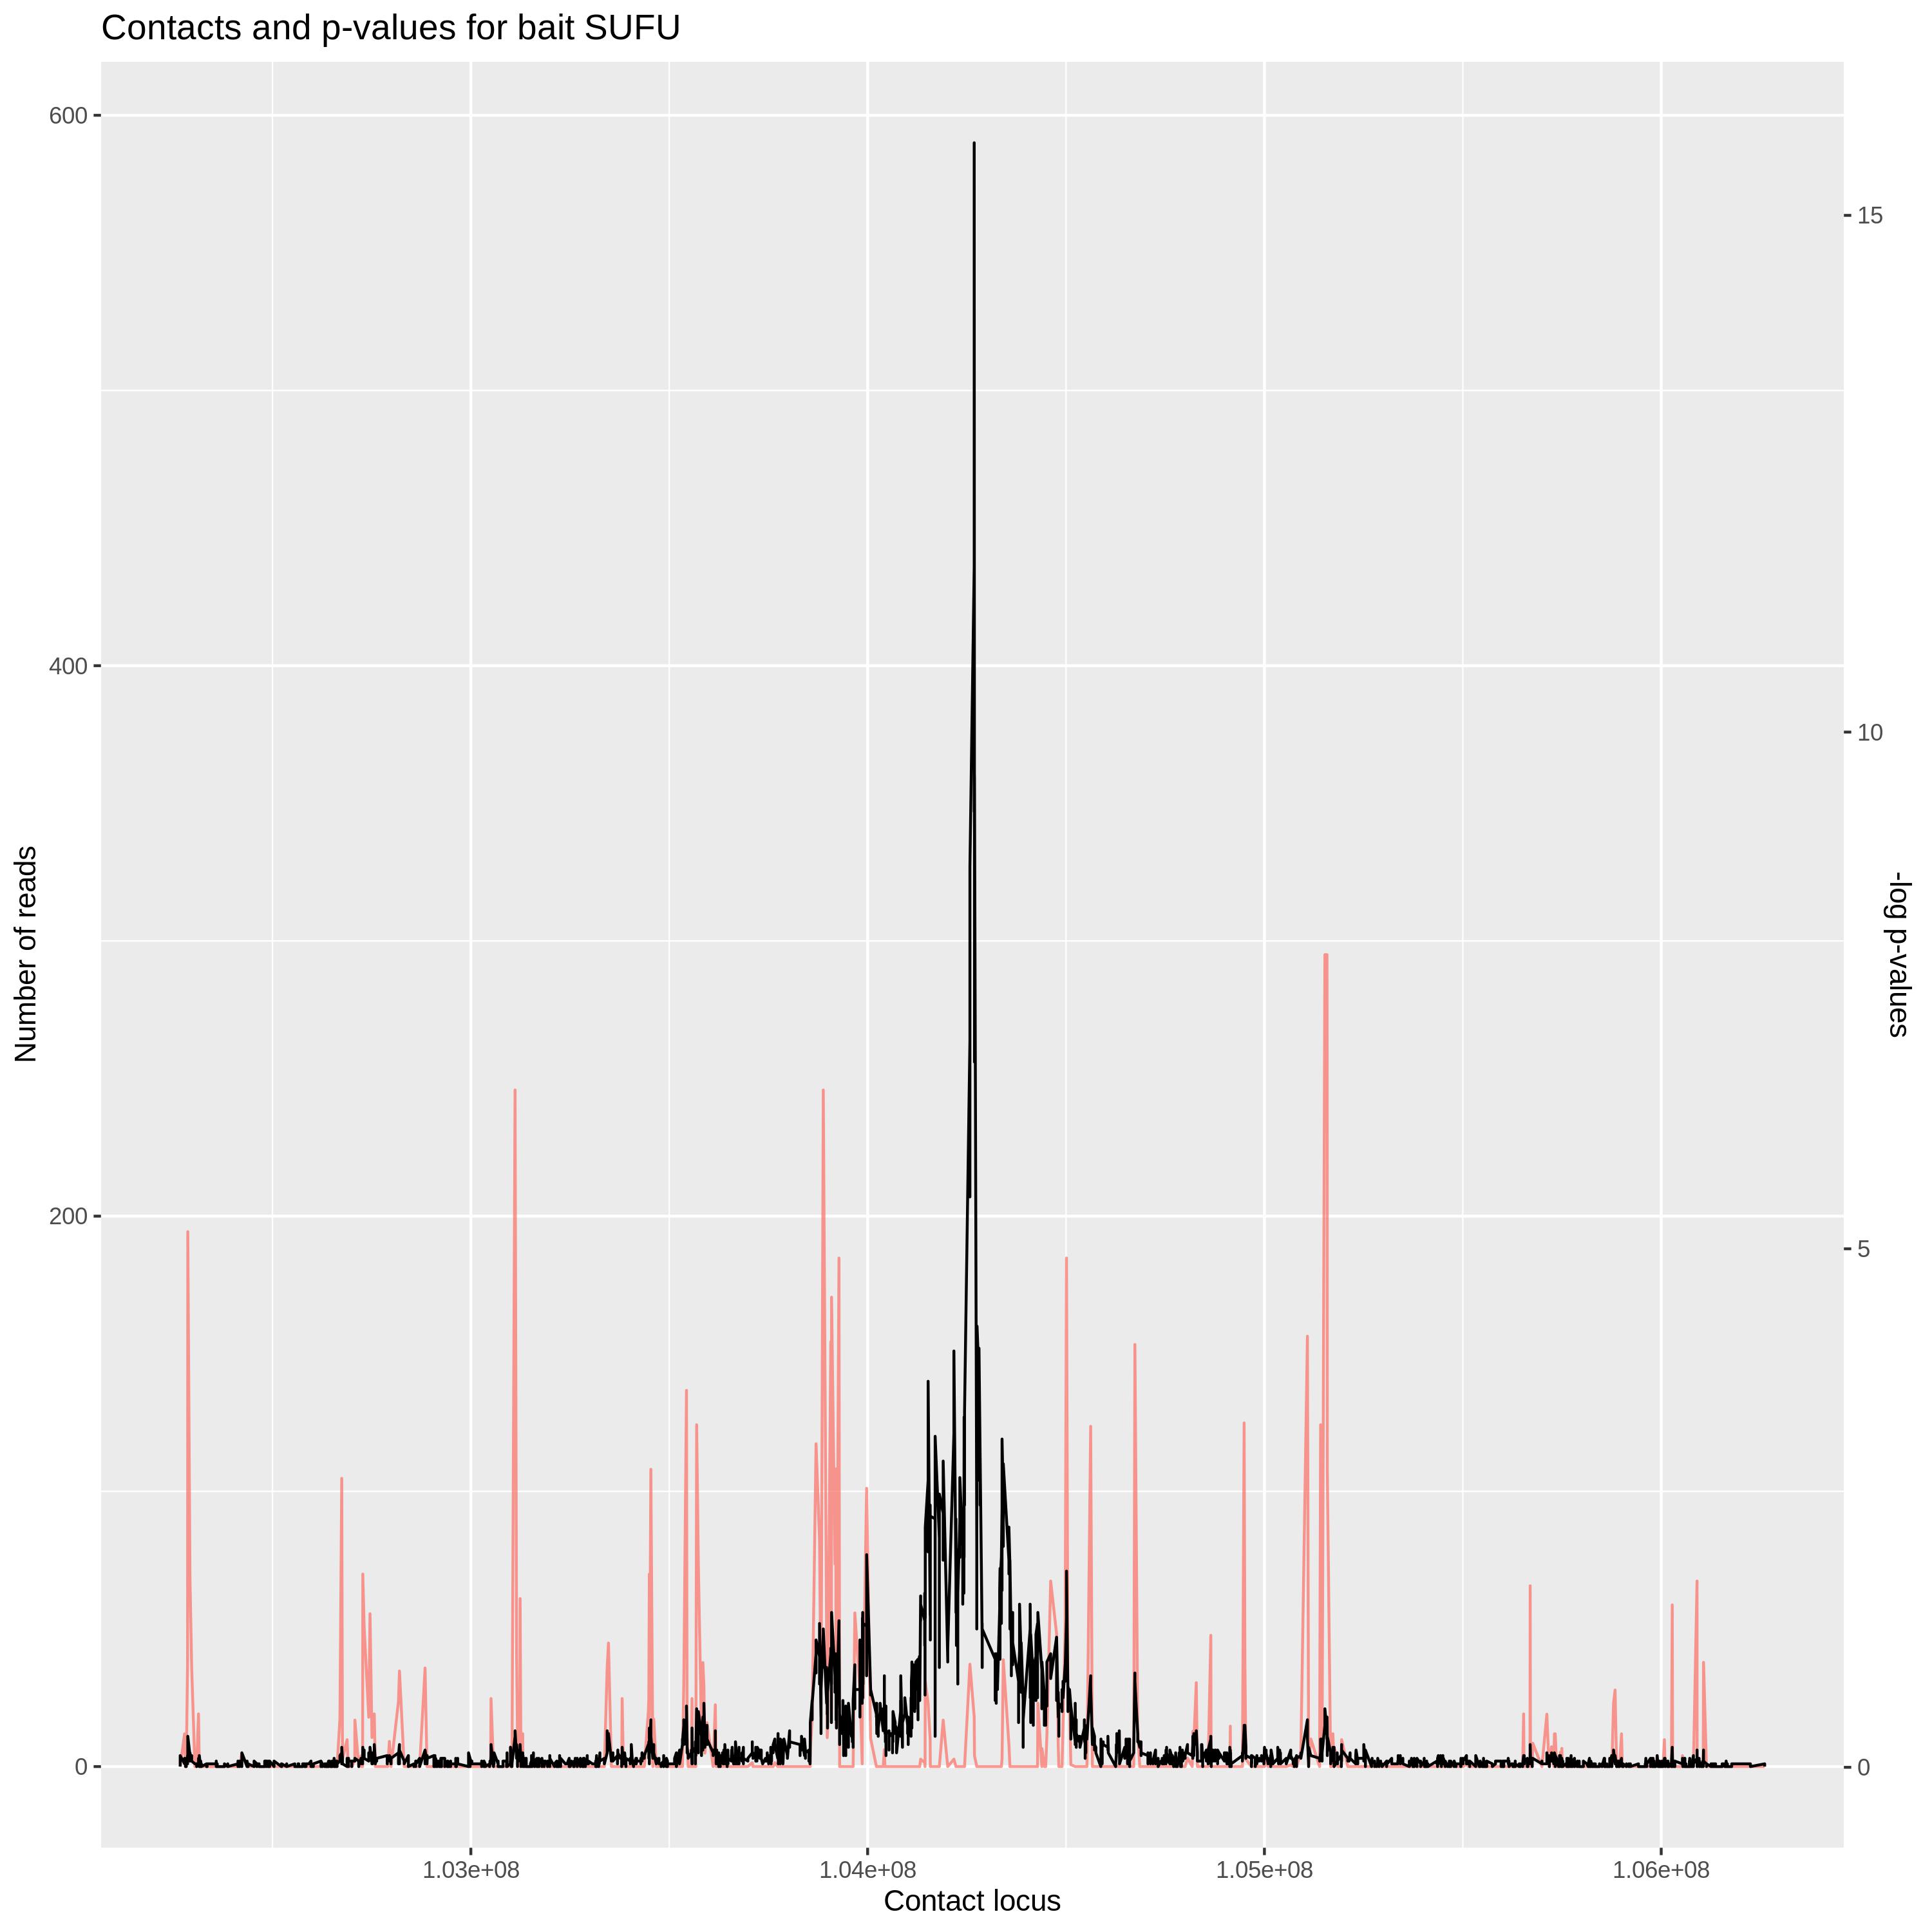 Contacts and p-values for bait SUFU
600
400
200
0
Number of reads
15
10
5
0
-log p-values
1.03e+08 1.04e+08 1.05e+08 1.06e+08
Contact locus